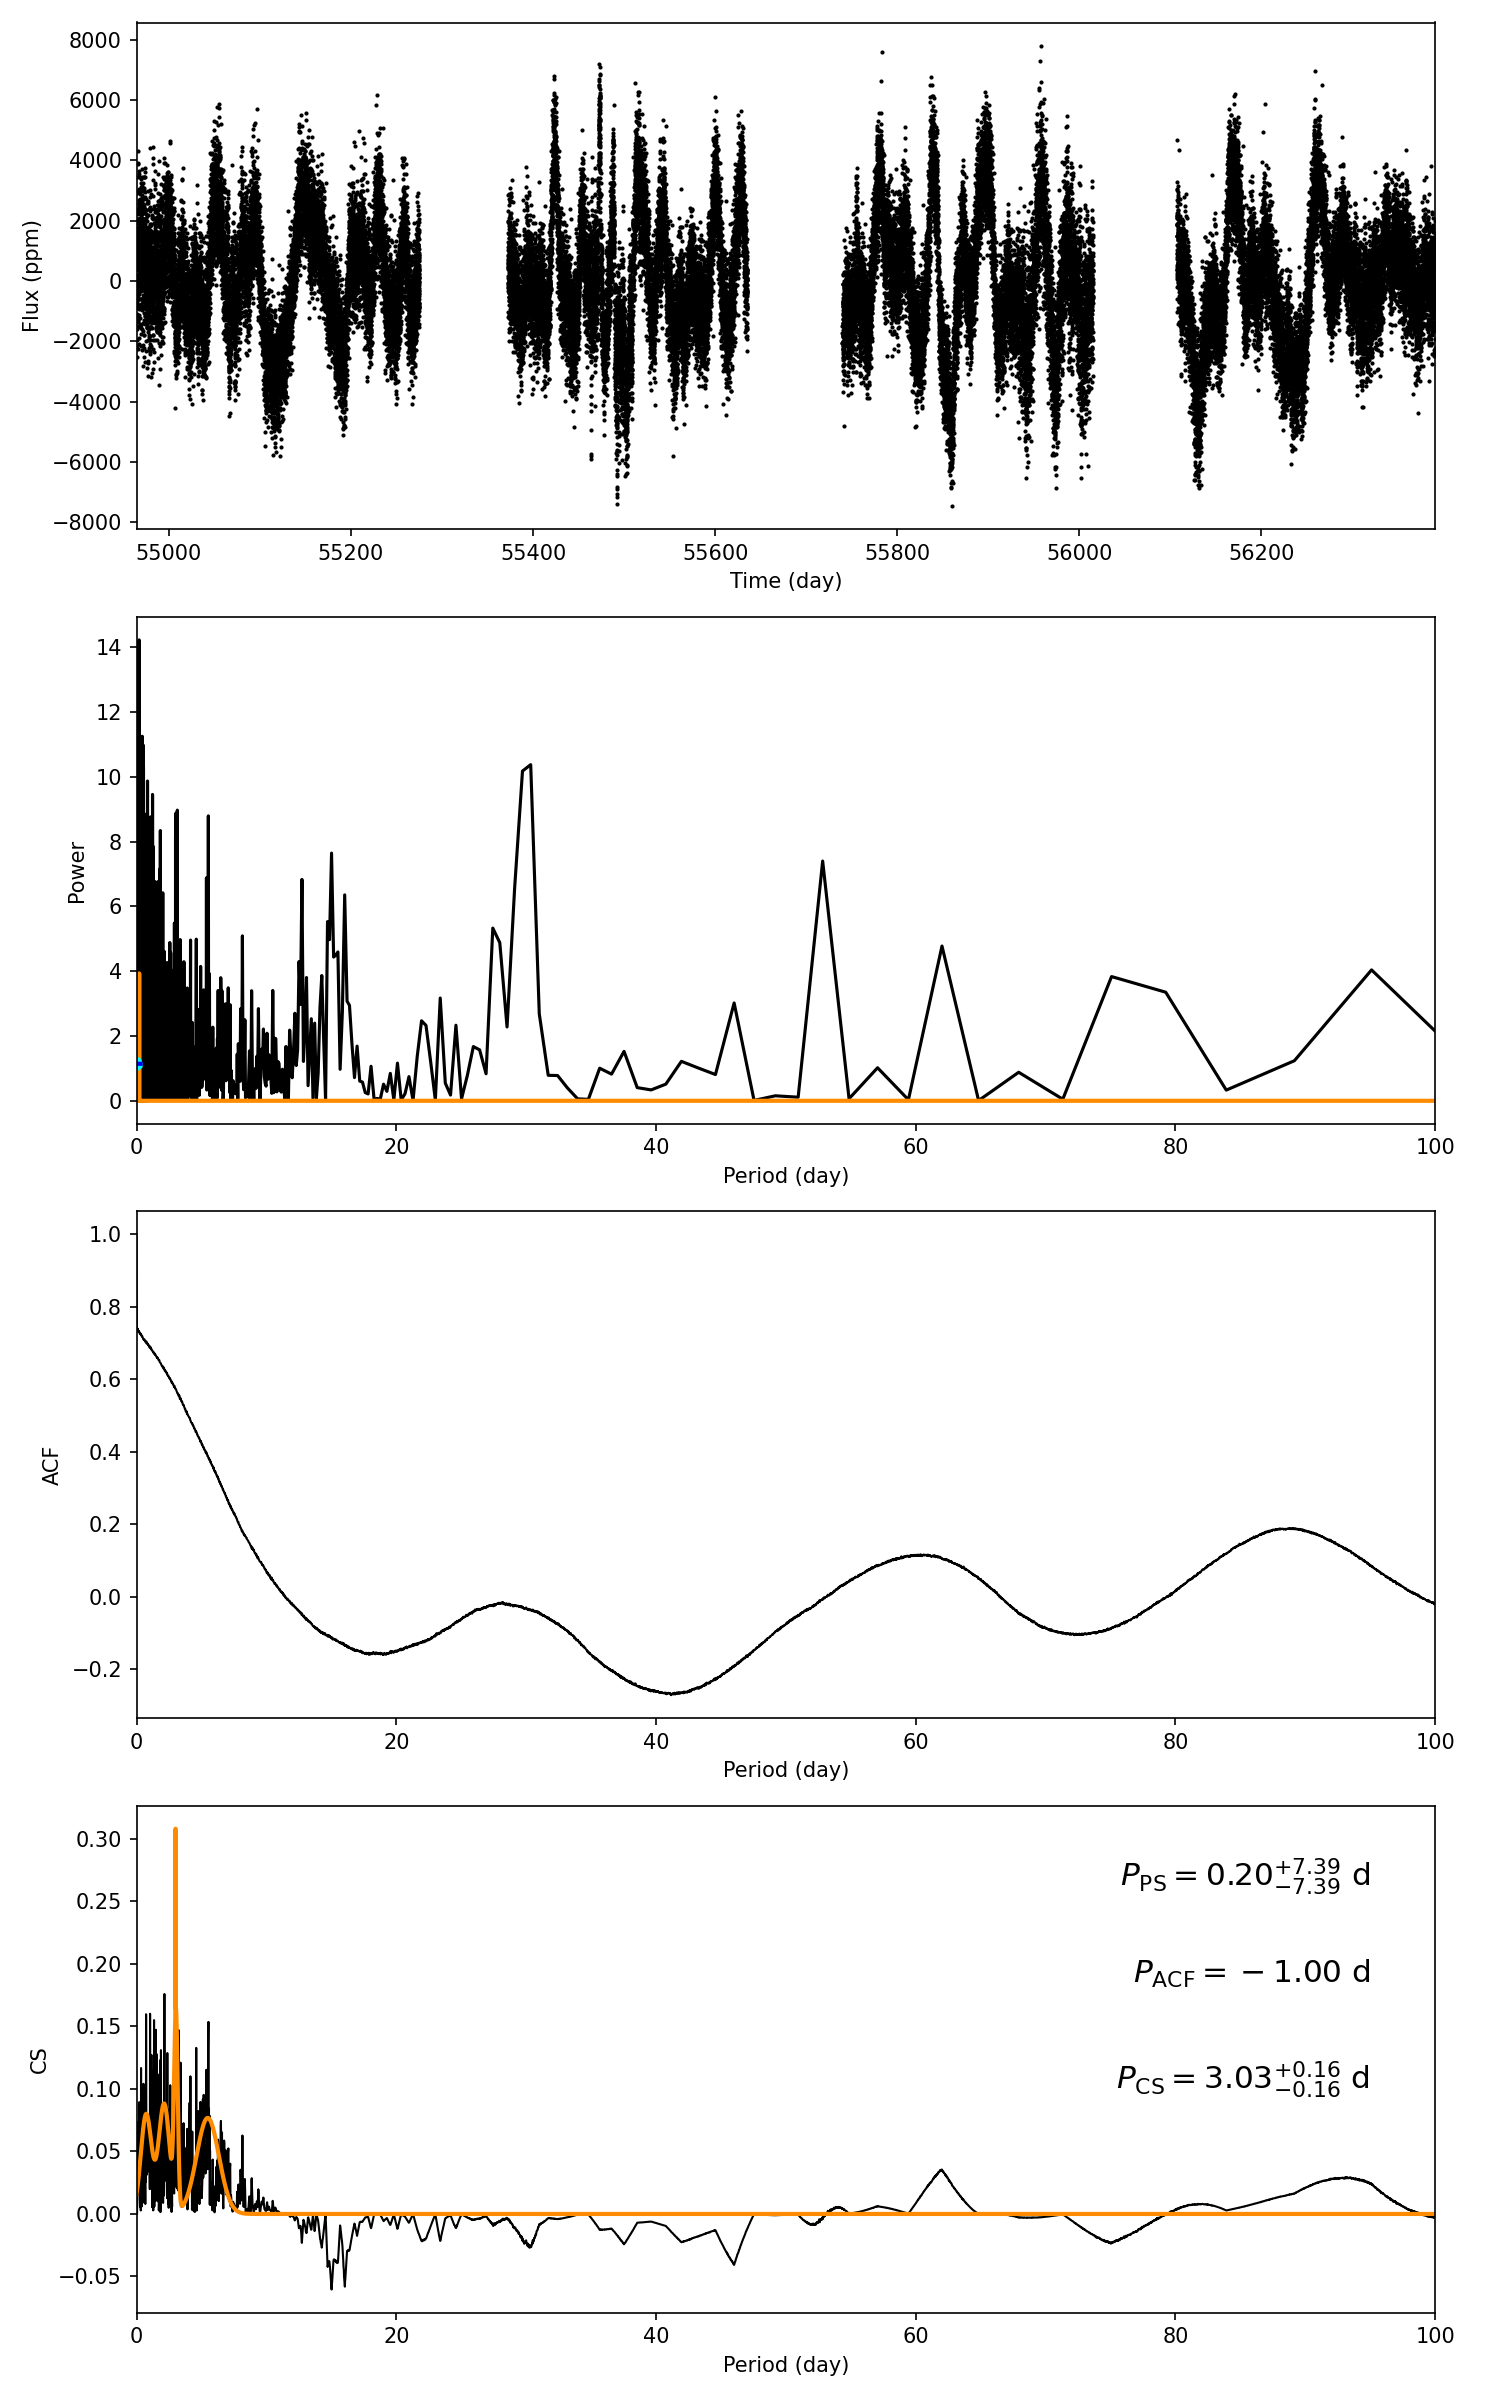 8000
6000
4000
2000
0
−2000
−4000
−6000
−8000
Flux (ppm)
55000 55200 55400 55600 55800 56000 56200
Time (day)
14
12
10
8
6
4
2
0
Power
0 20 40 60 80 100
Period (day)
1.0
0.8
0.6
0.4
0.2
0.0
−0.2
ACF
0 20 40 60 80 100
Period (day)
0.30
0.25
0.20
0.15
0.10
0.05
0.00
−0.05
CS
P_PS = 0.20^{+7.39}_{−7.39} d
P_ACF = −1.00 d
P_CS = 3.03^{+0.16}_{−0.16} d
0 20 40 60 80 100
Period (day)